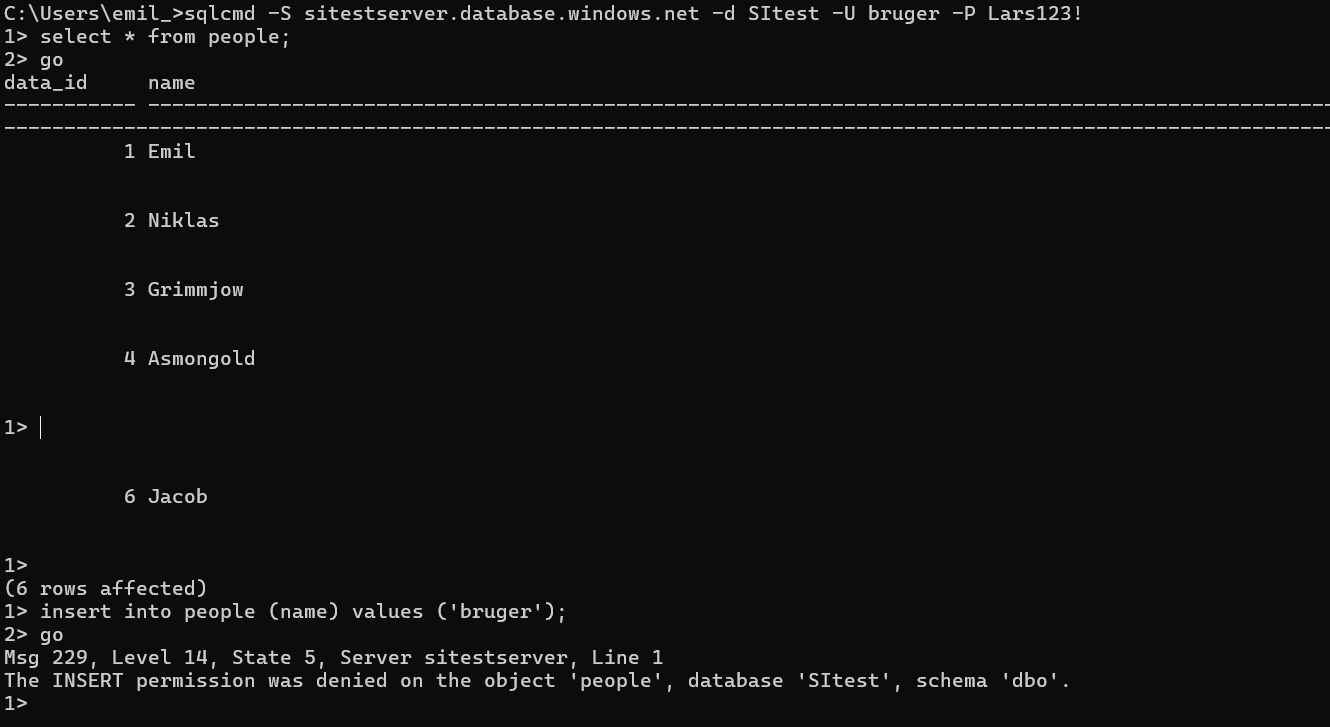 C:\Users\emil_>sqlcmd -S sitestserver.database.windows.net -d SItest -U bruger -P Lars123!
1> select * from people;
2> go
data_id     name
----------- ---------------------------------------------------------------------------------------------------
---------------------------------------------------------------------------------------------------------------
          1 Emil
          2 Niklas
          3 Grimmjow
          4 Asmongold
1>
          6 Jacob
1>
(6 rows affected)
1> insert into people (name) values ('bruger');
2> go
Msg 229, Level 14, State 5, Server sitestserver, Line 1
The INSERT permission was denied on the object 'people', database 'SItest', schema 'dbo'.
1>